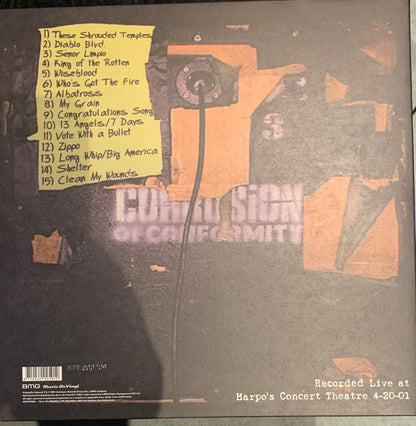 1) These Shrouded Temples
2) Diablo Blvd.
3) Señor Limpio
4) King of the Rotten
5) Wiseblood
6) Who's Got The Fire
7) Albatross
8) My Grain
9) Congratulations Song
10) 13 Angels/7 Days
11) Vote With a Bullet
12) Zippo
13) Long Whip/Big America
14) Shelter
15) Clean My Wounds
3
CORROSiON
OF CONFORMITY
BMG Music On Vinyl
Recorded Live at
Harpo's Concert Theatre 4-20-01